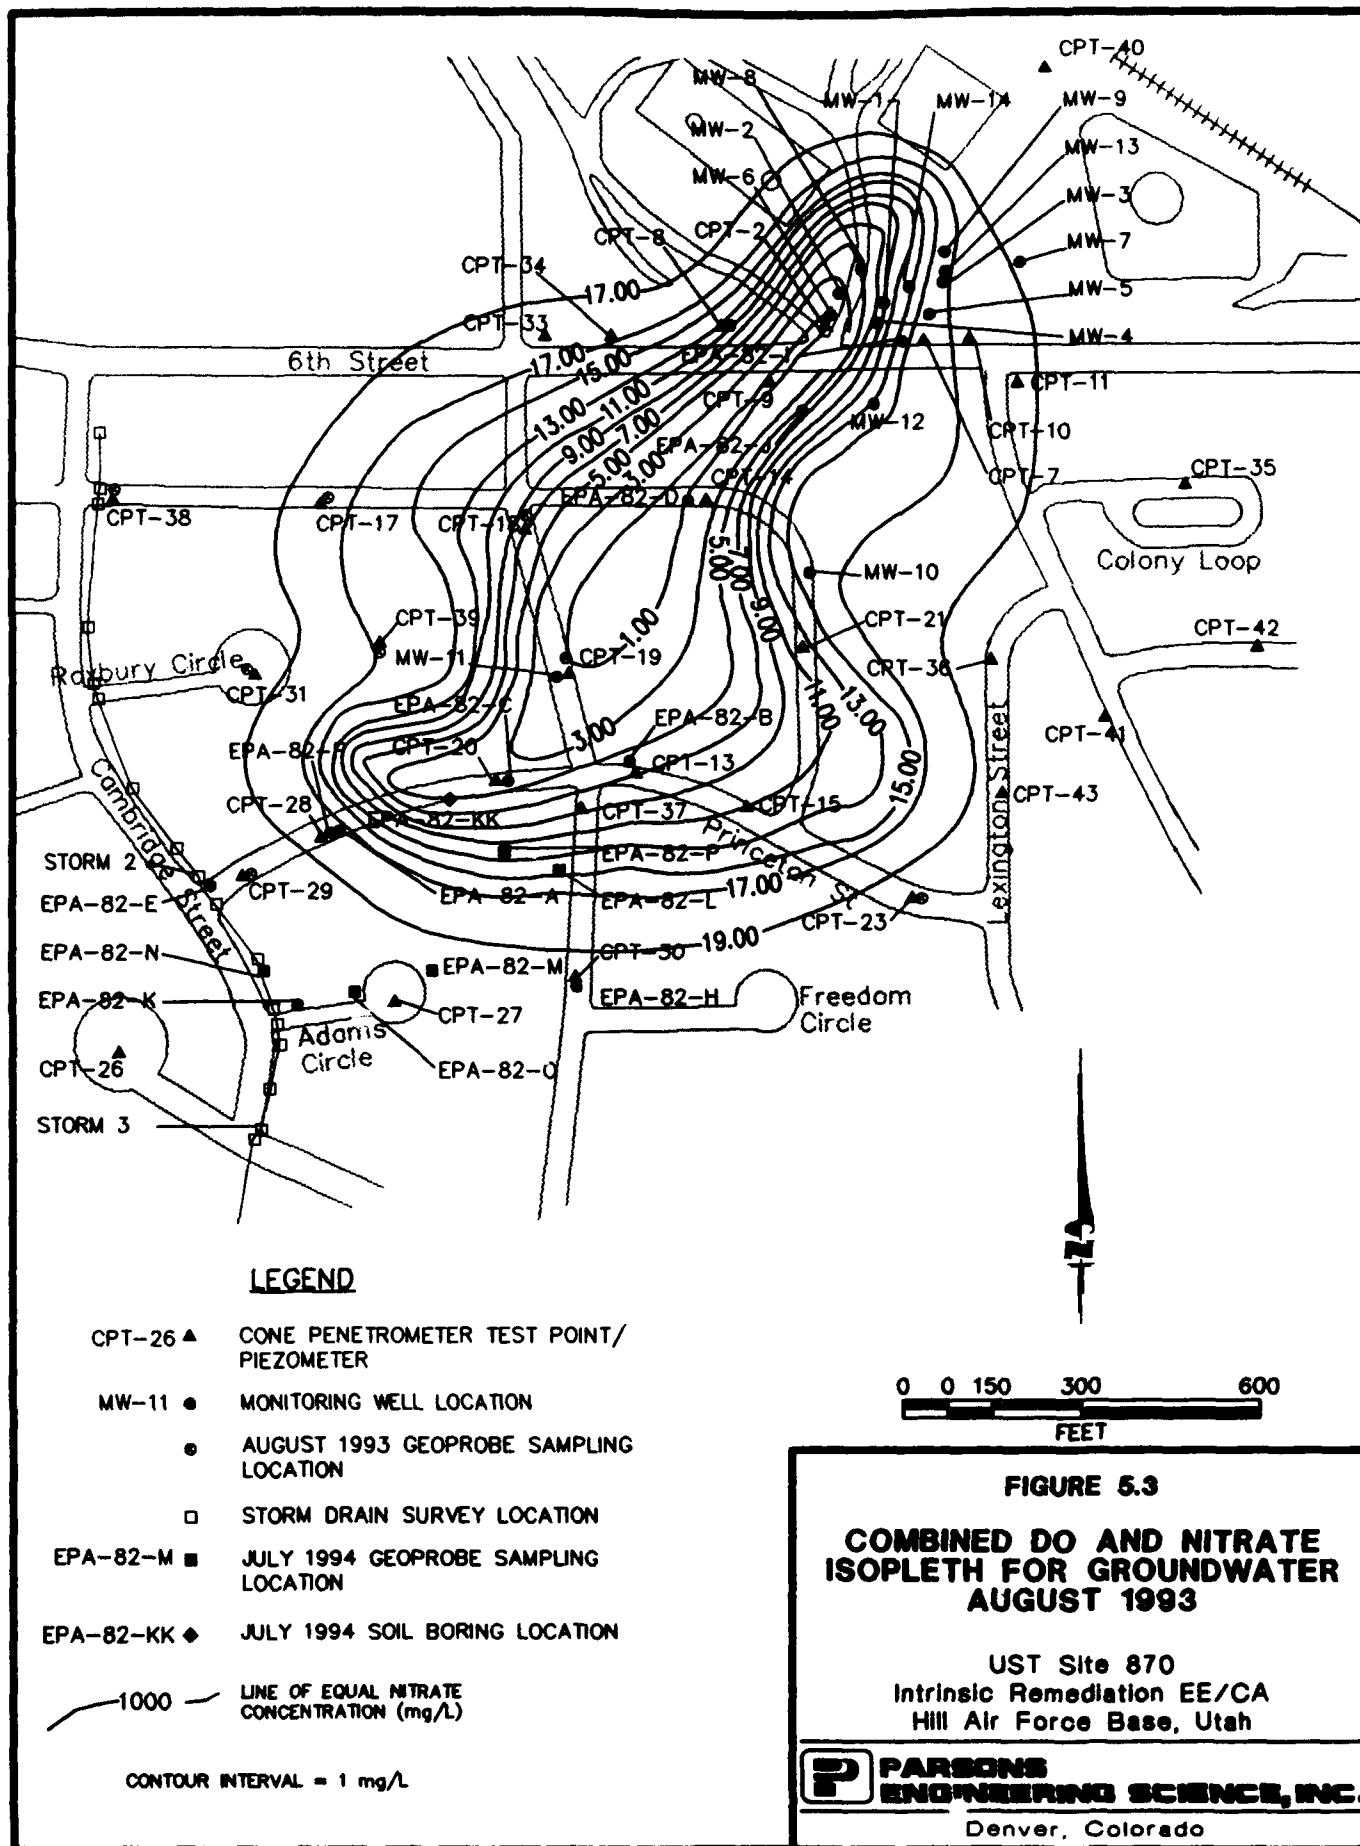 CPT-40
MW-8
MW-1
MW-14
MW-9
MW-2
MW-13
MW-6
MW-3
CPT-2
CPT-8
MW-7
CPT-34
17.00
MW-5
CPT-33
MW-4
6th Street
17.00
15.00
CPT-9
CPT-11
13.00
11.00
MW-12
CPT-10
9.00
7.00
EPA-82-J
5.00
3.00
CPT-14
CPT-7
CPT-35
EPA-82-D
CPT-38
CPT-17
5.00
7.00
Colony Loop
MW-10
9.00
CPT-39
1.00
CPT-21
CPT-42
MW-11
CPT-19
CPT-36
Roxbury Circle
CPT-31
EPA-82-C
EPA-82-B
11.00
13.00
3.00
CPT-41
EPA-82-F
CPT-20
CPT-13
15.00
Cambridge Street
Lexington Street
CPT-43
CPT-28
EPA-82-KK
CPT-37
CPT-15
Princeton St
STORM 2
EPA-82-P
EPA-82-E
CPT-29
EPA-82-A
EPA-82-L
17.00
CPT-23
19.00
EPA-82-N
CPT-30
EPA-82-M
EPA-82-K
EPA-82-H
Freedom
Circle
CPT-27
Adams
Circle
CPT-26
EPA-82-O
STORM 3
N
LEGEND
CPT-26 CONE PENETROMETER TEST POINT/
PIEZOMETER
MW-11 MONITORING WELL LOCATION
AUGUST 1993 GEOPROBE SAMPLING
LOCATION
STORM DRAIN SURVEY LOCATION
EPA-82-M JULY 1994 GEOPROBE SAMPLING
LOCATION
EPA-82-KK JULY 1994 SOIL BORING LOCATION
1000 LINE OF EQUAL NITRATE
CONCENTRATION (mg/L)
CONTOUR INTERVAL = 1 mg/L
0 0 150 300 600
FEET
FIGURE 5.3
COMBINED DO AND NITRATE
ISOPLETH FOR GROUNDWATER
AUGUST 1993
UST Site 870
Intrinsic Remediation EE/CA
Hill Air Force Base, Utah
PARSONS
ENGINEERING SCIENCE, INC.
Denver, Colorado